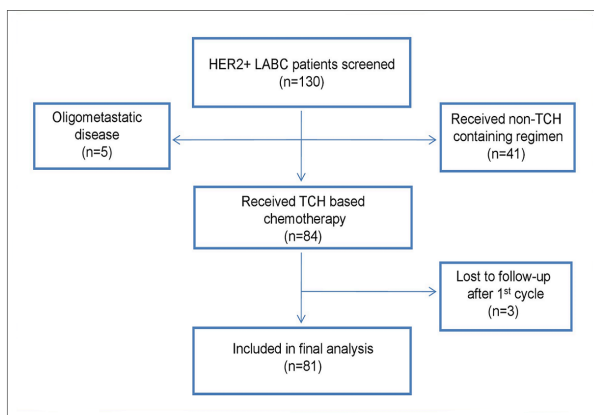 HER2+ LABC patients screened
(n=130)
Oligometastatic
disease
(n=5)
Received non-TCH
containing regimen
(n=41)
Received TCH based
chemotherapy
(n=84)
Lost to follow-up
after 1st cycle
(n=3)
Included in final analysis
(n=81)